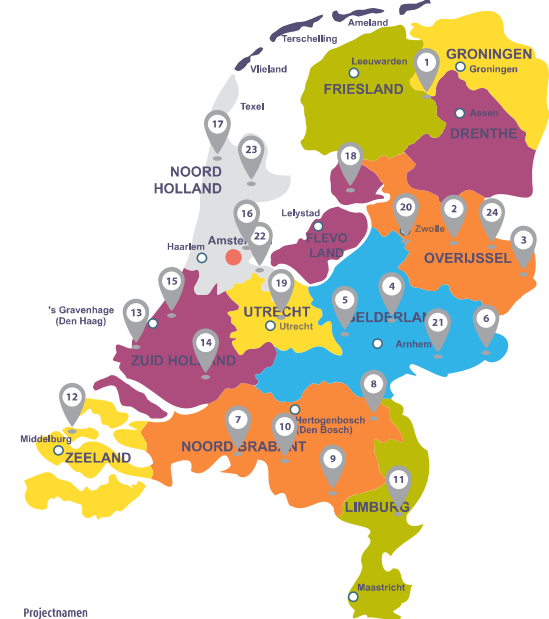 Ameland
Terschelling
Vlieland
Texel
Leeuwarden
FRIESLAND
1
GRONINGEN
Groningen
Assen
DRENTHE
17
23
NOORD
HOLLAND
18
16
22
Haarlem
Lelystad
FLEVO
LAND
20
Zwolle
2
24
3
OVERIJSSEL
15
13
's Gravenhage
(Den Haag)
14
ZUID HOLLAND
19
UTRECHT
Utrecht
5
4
Arnhem
21
6
12
Middelburg
ZEELAND
7
10
NOORD BRABANT
Hertogenbosch
(Den Bosch)
8
9
11
LIMBURG
Maastricht
Projectnamen